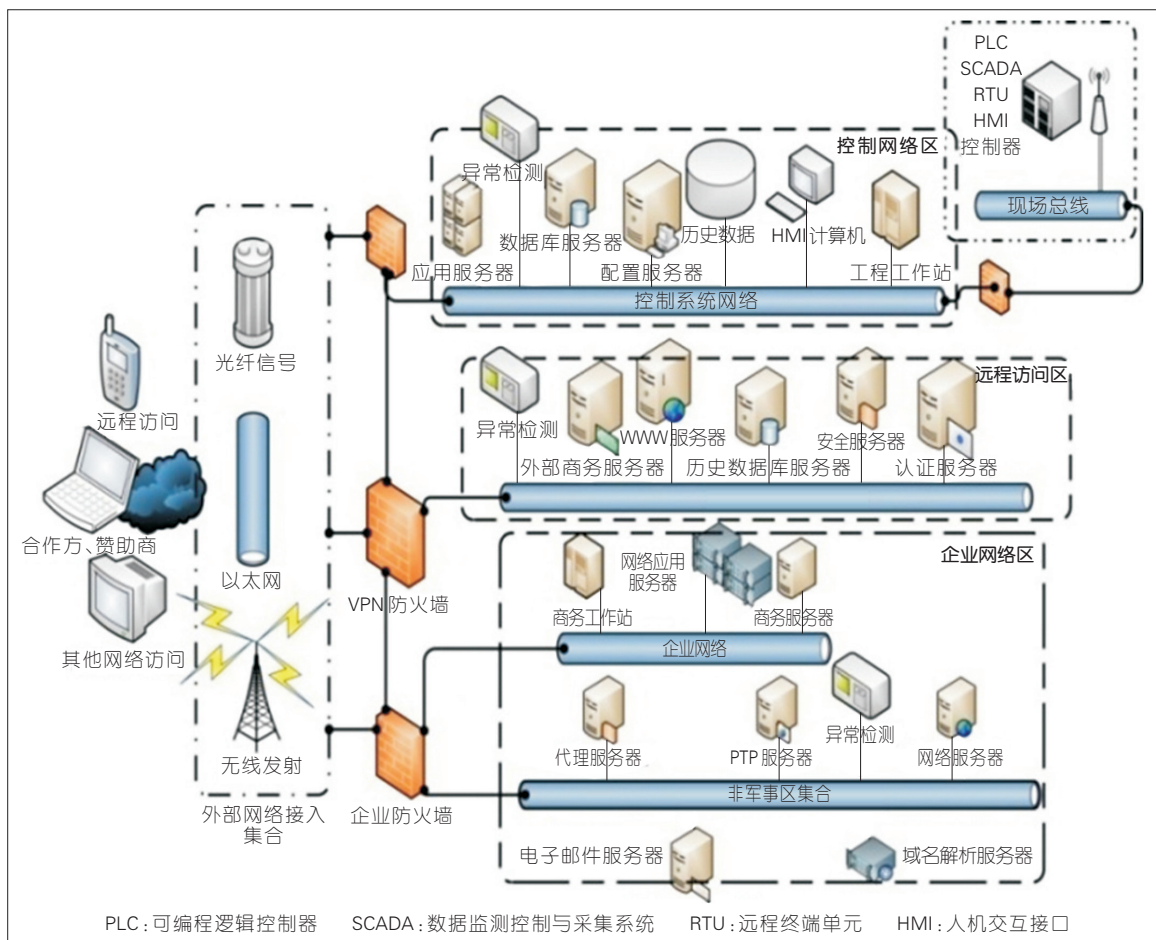 PLC
SCADA
RTU
HMI
控制器
现场总线
控制网络区
异常检测
数据库服务器
历史数据
HMI 计算机
应用服务器
配置服务器
工程工作站
控制系统网络
光纤信号
远程访问
远程访问区
异常检测
WWW 服务器
安全服务器
外部商务服务器
历史数据库服务器
认证服务器
合作方、赞助商
以太网
VPN 防火墙
企业网络区
网络应用
服务器
商务工作站
商务服务器
企业网络
其他网络访问
异常检测
代理服务器
PTP 服务器
网络服务器
无线发射
非军事区集合
外部网络接入
集合
企业防火墙
电子邮件服务器
域名解析服务器
PLC：可编程逻辑控制器 SCADA：数据监测控制与采集系统 RTU：远程终端单元 HMI：人机交互接口